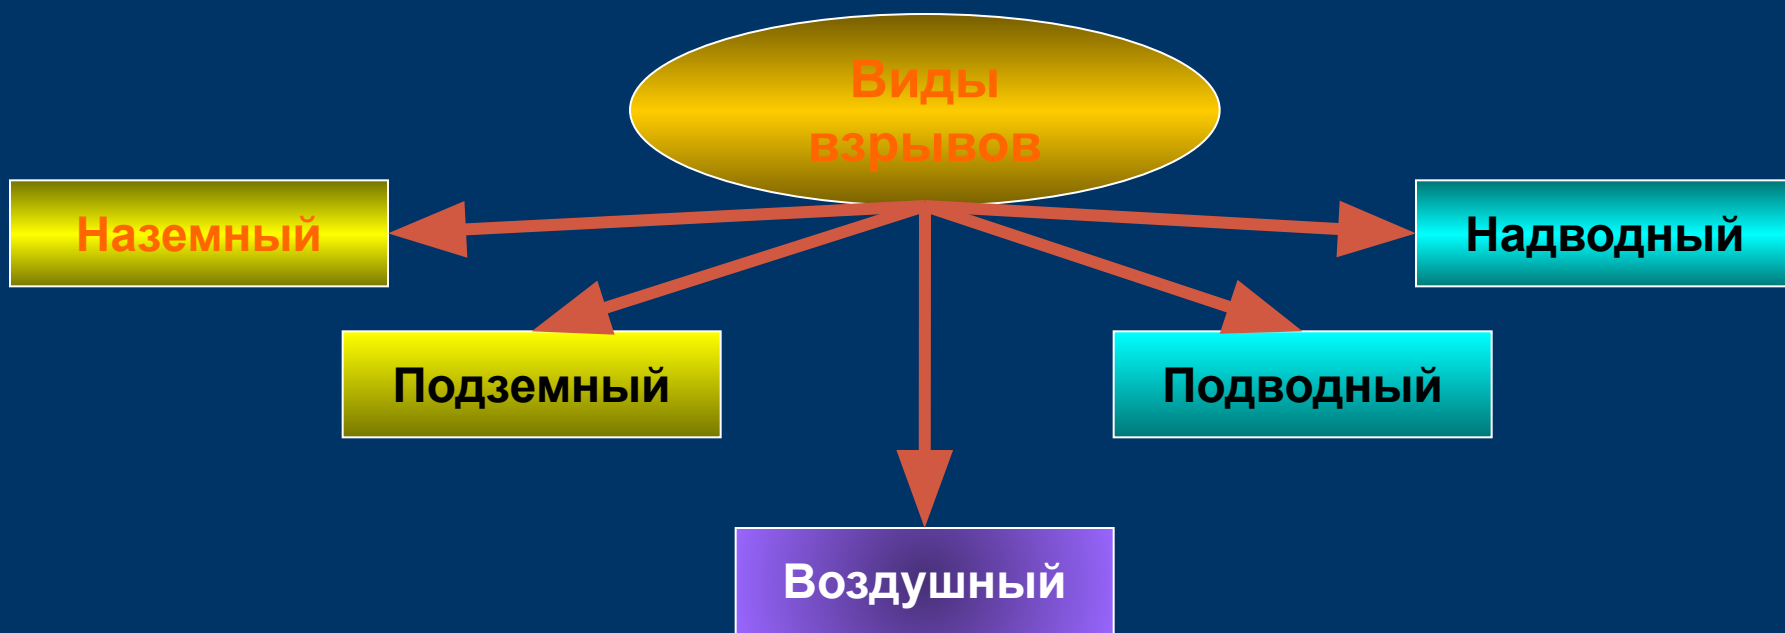 Виды
взрывов
Наземный
Надводный
Подземный
Подводный
Воздушный